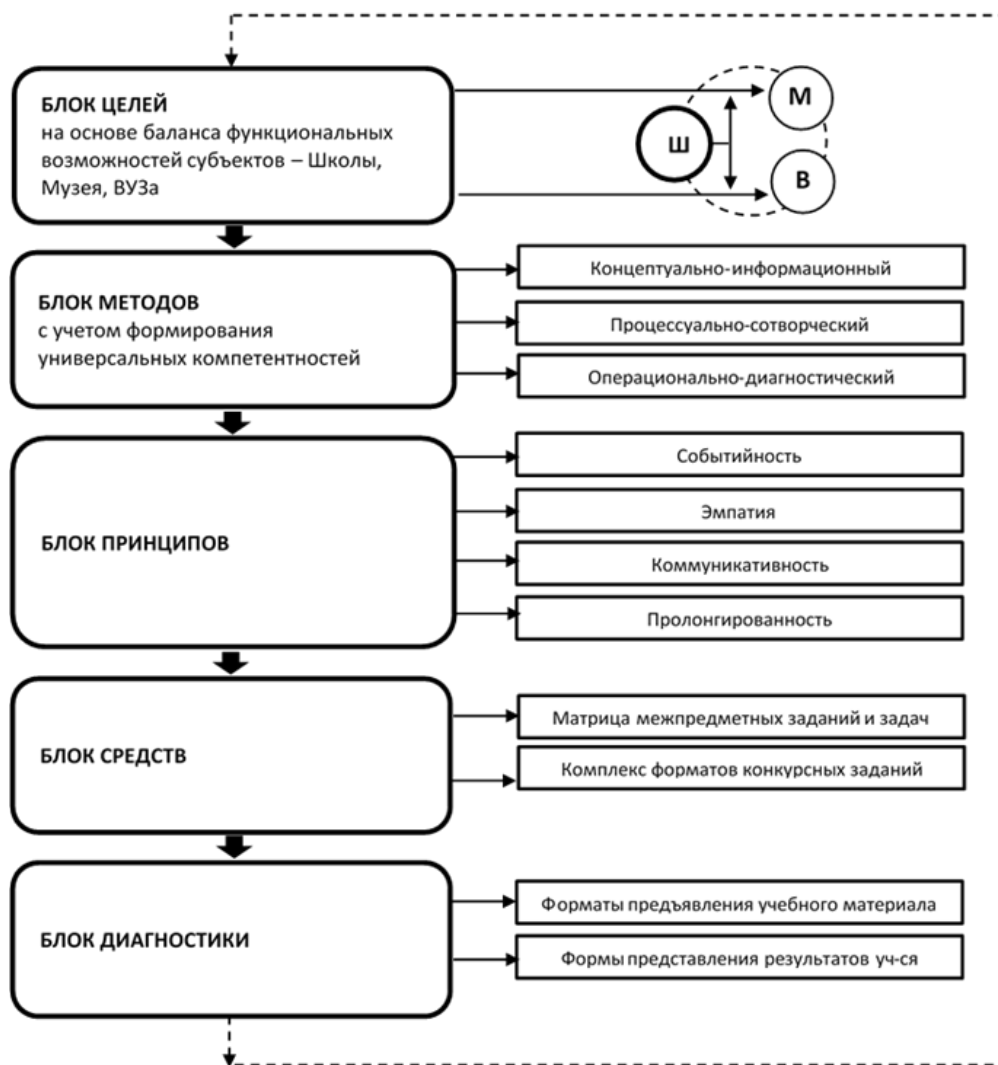 БЛОК ЦЕЛЕЙ
на основе баланса функциональных
возможностей субъектов – Школы,
Музея, ВУЗа
М
Ш
В
БЛОК МЕТОДОВ
с учетом формирования
универсальных компетентностей
Концептуально-информационный
Процессуально-сотворческий
Операционально-диагностический
БЛОК ПРИНЦИПОВ
Событийность
Эмпатия
Коммуникативность
Пролонгированность
БЛОК СРЕДСТВ
Матрица межпредметных заданий и задач
Комплекс форматов конкурсных заданий
БЛОК ДИАГНОСТИКИ
Форматы предъявления учебного материала
Формы представления результатов уч-ся